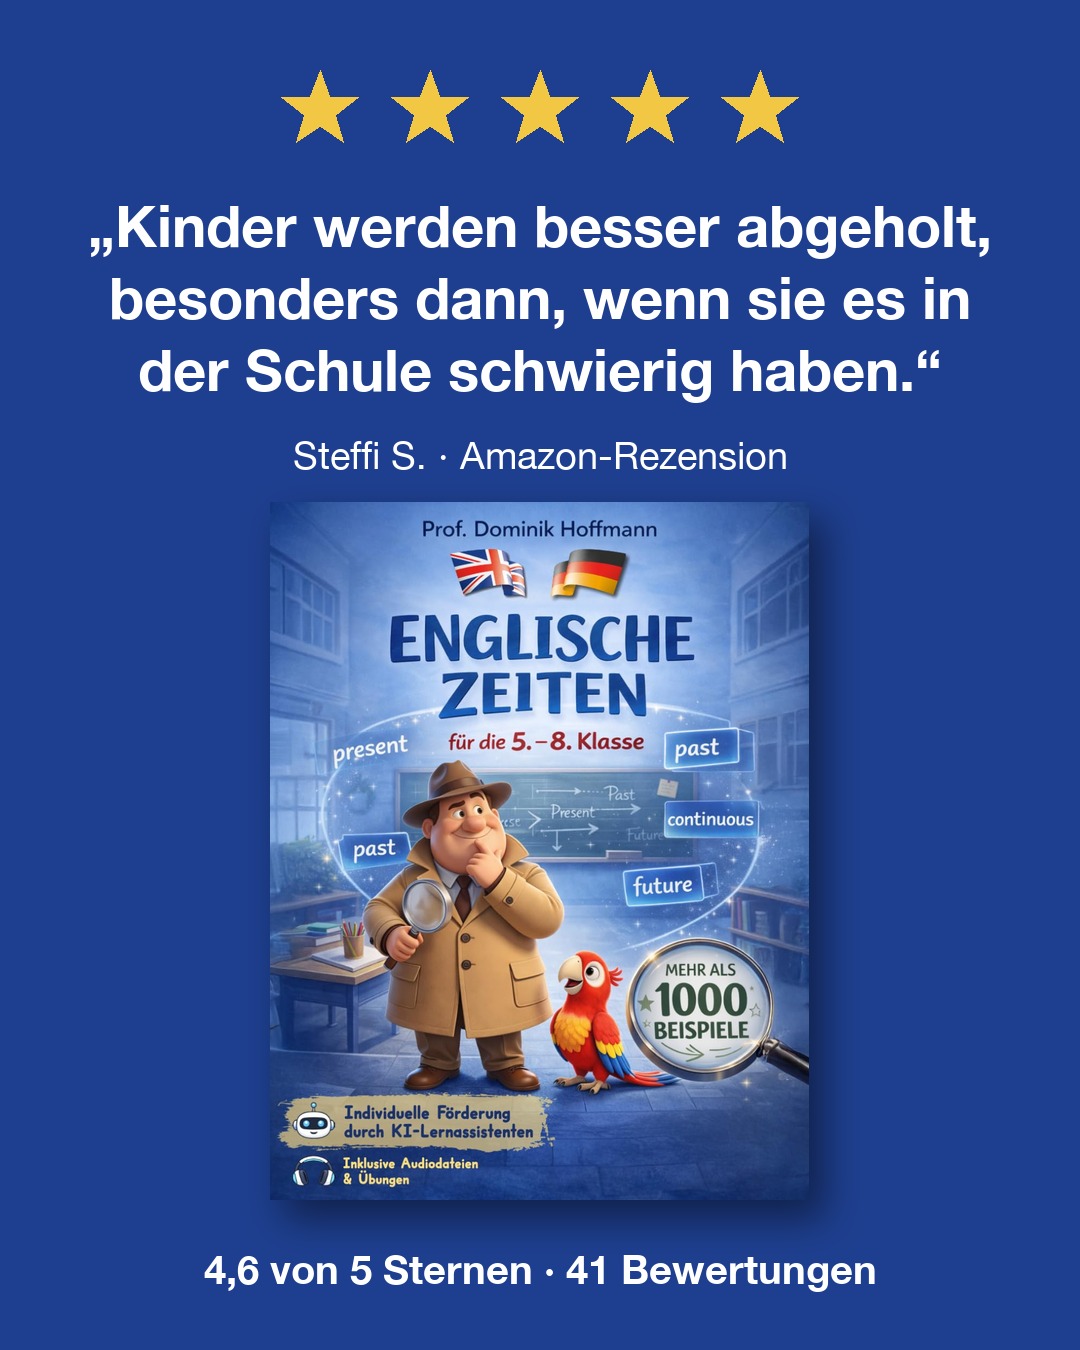 „Kinder werden besser abgeholt,
besonders dann, wenn sie es in
der Schule schwierig haben.“
Steffi S. · Amazon-Rezension
Prof. Dominik Hoffmann
ENGLISCHE
ZEITEN
für die 5.–8. Klasse
present
past
Past
Present
continuous
Future
past
future
MEHR ALS
1000
BEISPIELE
Individuelle Förderung
durch KI-Lernassistenten
Inklusive Audiodateien
& Übungen
4,6 von 5 Sternen · 41 Bewertungen